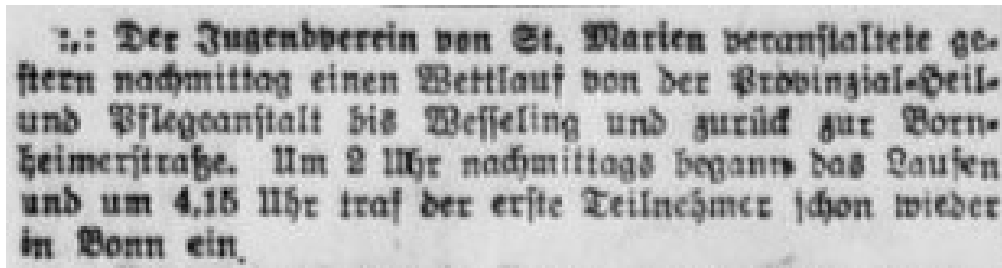 :,: Der Jugendverein von St. Marien veranstaltete ge-
stern nachmittag einen Wettlauf von der Provinzial-Heil-
und Pflegeanstalt bis Wesseling und zurück zur Born-
heimerstraße. Um 2 Uhr nachmittags begann das Laufen
und um 4,15 Uhr traf der erste Teilnehmer schon wieder
in Bonn ein.